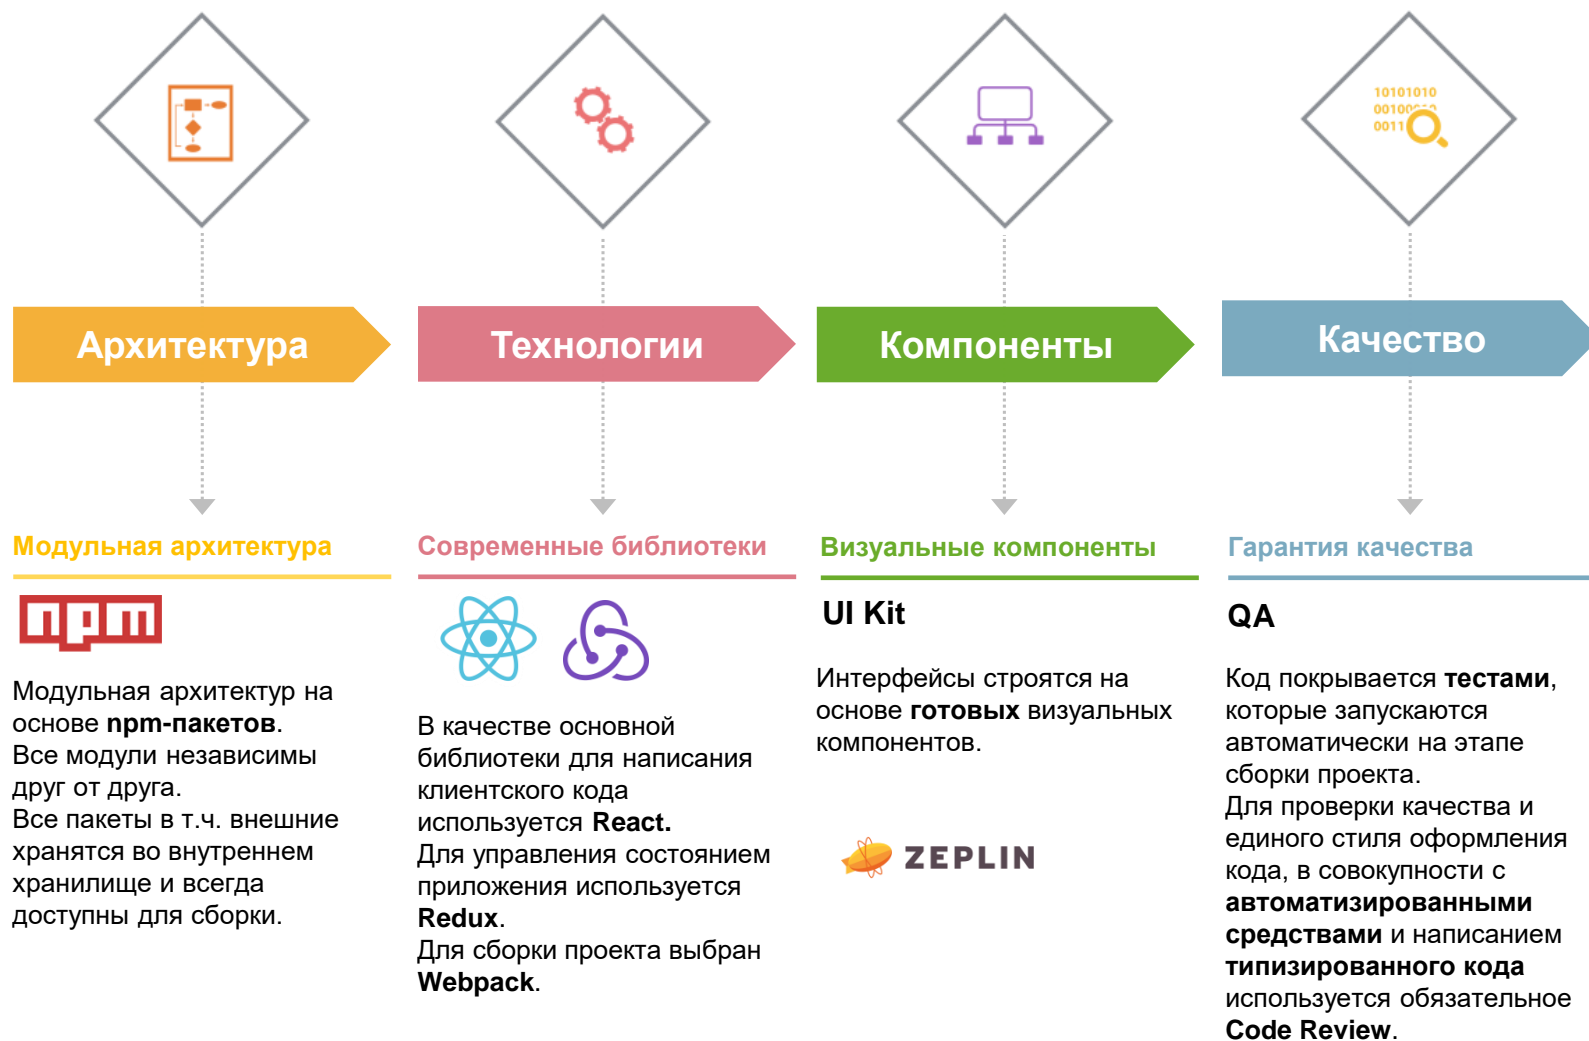 10101010
00100010
0011
Архитектура
Технологии
Компоненты
Качество
Модульная архитектура
npm
Модульная архитектур на
основе npm-пакетов.
Все модули независимы
друг от друга.
Все пакеты в т.ч. внешние
хранятся во внутреннем
хранилище и всегда
доступны для сборки.
Современные библиотеки
В качестве основной
библиотеки для написания
клиентского кода
используется React.
Для управления состоянием
приложения используется
Redux.
Для сборки проекта выбран
Webpack.
Визуальные компоненты
UI Kit
Интерфейсы строятся на
основе готовых визуальных
компонентов.
ZEPLIN
Гарантия качества
QA
Код покрывается тестами,
которые запускаются
автоматически на этапе
сборки проекта.
Для проверки качества и
единого стиля оформления
кода, в совокупности с
автоматизированными
средствами и написанием
типизированного кода
используется обязательное
Code Review.